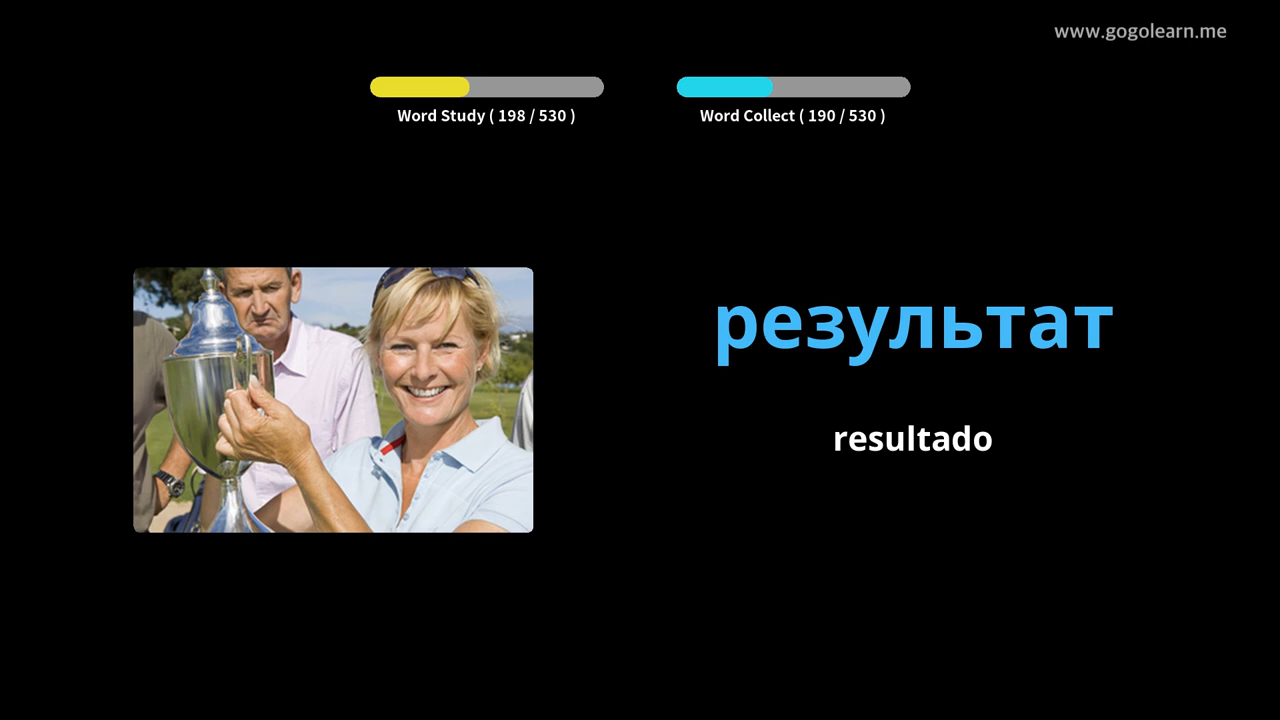 www.gogolearn.me
Word Study ( 198 / 530 )
Word Collect ( 190 / 530 )
результат
resultado